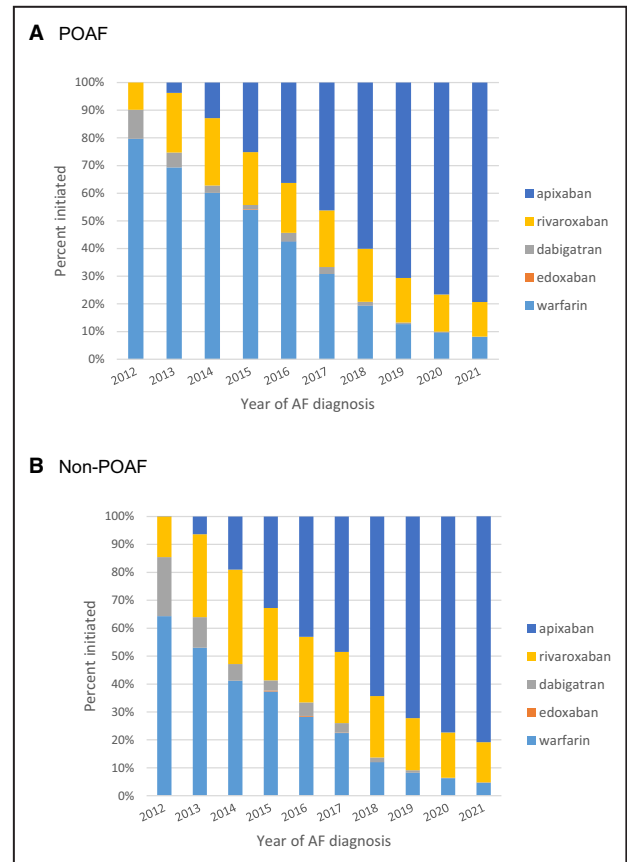 A POAF
100%
90%
80%
70%
60%
50%
40%
30%
20%
10%
0%
Percent initiated
2012 2013 2014 2015 2016 2017 2018 2019 2020 2021
Year of AF diagnosis
apixaban
rivaroxaban
dabigatran
edoxaban
warfarin
B Non-POAF
100%
90%
80%
70%
60%
50%
40%
30%
20%
10%
0%
Percent initiated
2012 2013 2014 2015 2016 2017 2018 2019 2020 2021
Year of AF diagnosis
apixaban
rivaroxaban
dabigatran
edoxaban
warfarin